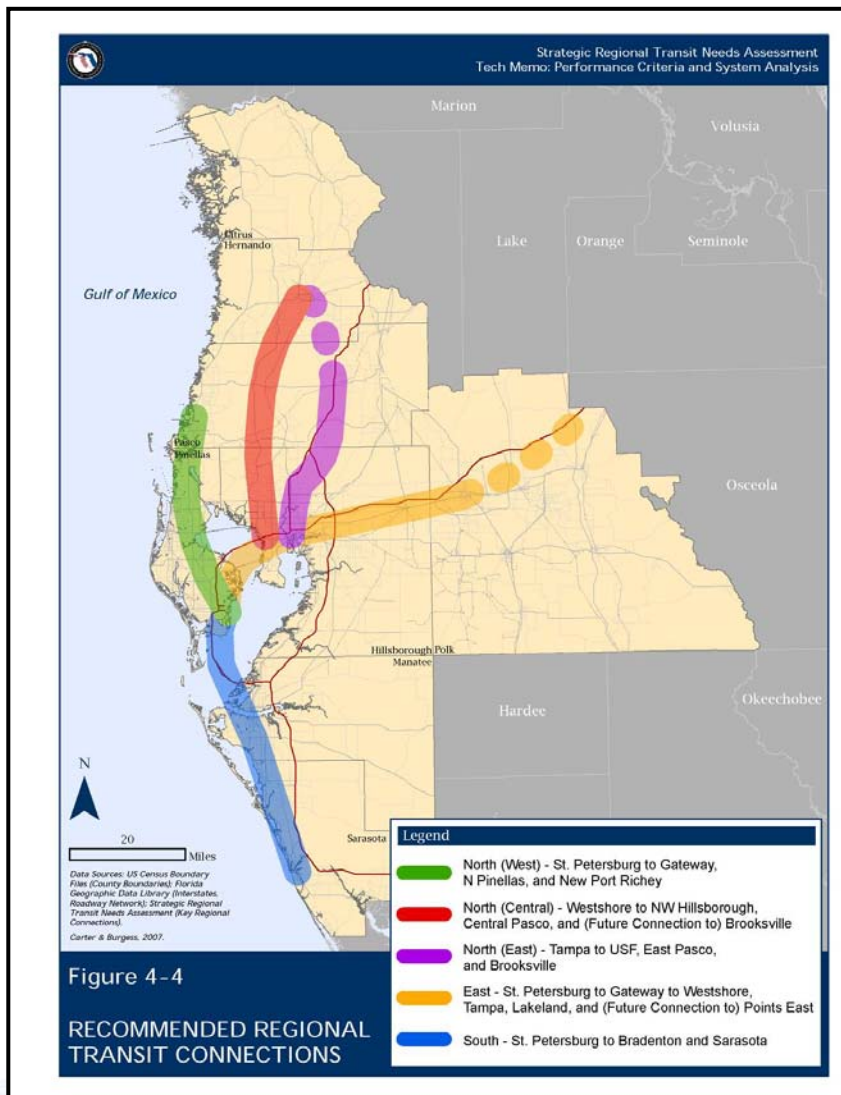 Strategic Regional Transit Needs Assessment
Tech Memo: Performance Criteria and System Analysis
Marion
Volusia
Lake
Orange
Seminole
Citrus
Hernando
Gulf of Mexico
Pasco
Pinellas
Osceola
Hillsborough Polk
Manatee
Hardee
Okeechobee
N
20
Miles
Sarasota
Data Sources: US Census Boundary
Files (County Boundaries); Florida
Geographic Data Library (Interstates,
Roadway Network); Strategic Regional
Transit Needs Assessment (Key Regional
Connections).
Carter & Burgess, 2007.
Legend
North (West) - St. Petersburg to Gateway,
N Pinellas, and New Port Richey
North (Central) - Westshore to NW Hillsborough,
Central Pasco, and (Future Connection to) Brooksville
North (East) - Tampa to USF, East Pasco,
and Brooksville
East - St. Petersburg to Gateway to Westshore,
Tampa, Lakeland, and (Future Connection to) Points East
South - St. Petersburg to Bradenton and Sarasota
Figure 4-4
RECOMMENDED REGIONAL
TRANSIT CONNECTIONS